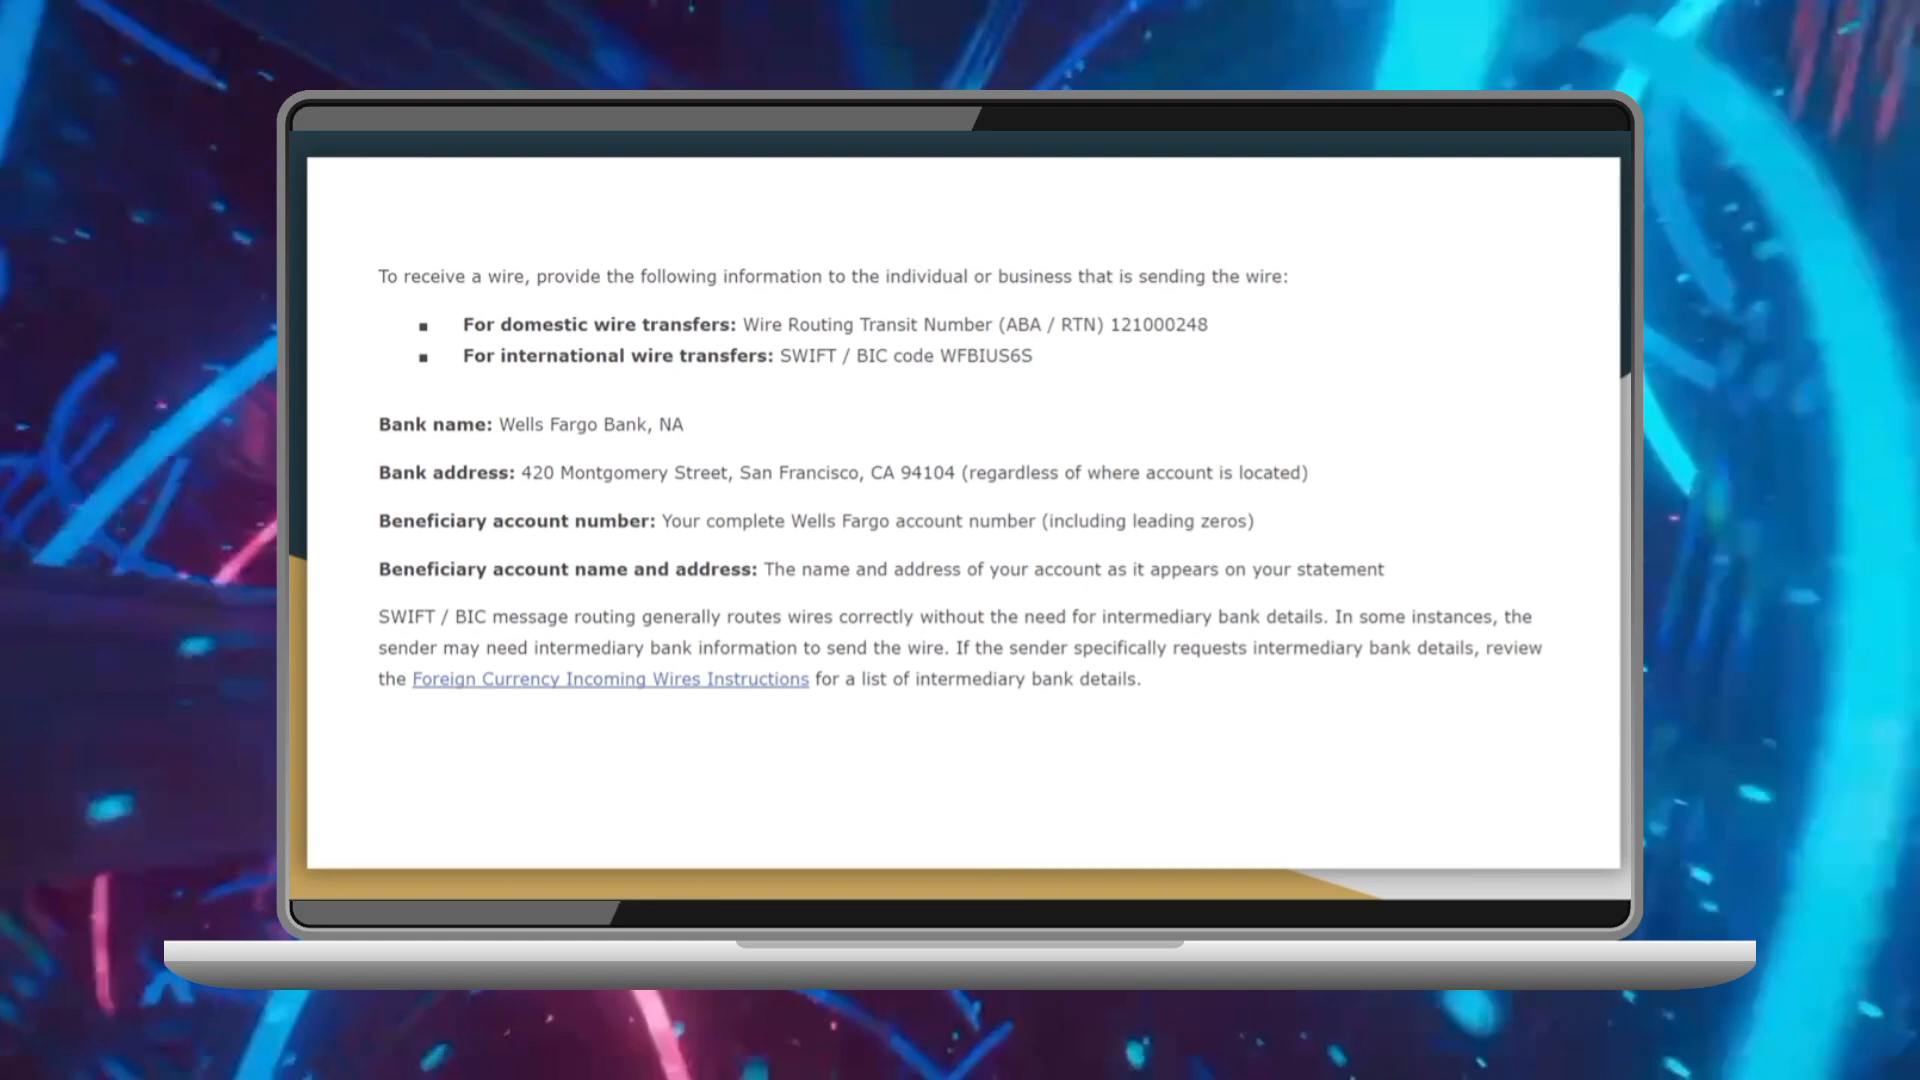 To receive a wire, provide the following information to the individual or business that is sending the wire:
▪ For domestic wire transfers: Wire Routing Transit Number (ABA / RTN) 121000248
▪ For international wire transfers: SWIFT / BIC code WFBIUS6S
Bank name: Wells Fargo Bank, NA
Bank address: 420 Montgomery Street, San Francisco, CA 94104 (regardless of where account is located)
Beneficiary account number: Your complete Wells Fargo account number (including leading zeros)
Beneficiary account name and address: The name and address of your account as it appears on your statement
SWIFT / BIC message routing generally routes wires correctly without the need for intermediary bank details. In some instances, the
sender may need intermediary bank information to send the wire. If the sender specifically requests intermediary bank details, review
the Foreign Currency Incoming Wires Instructions for a list of intermediary bank details.